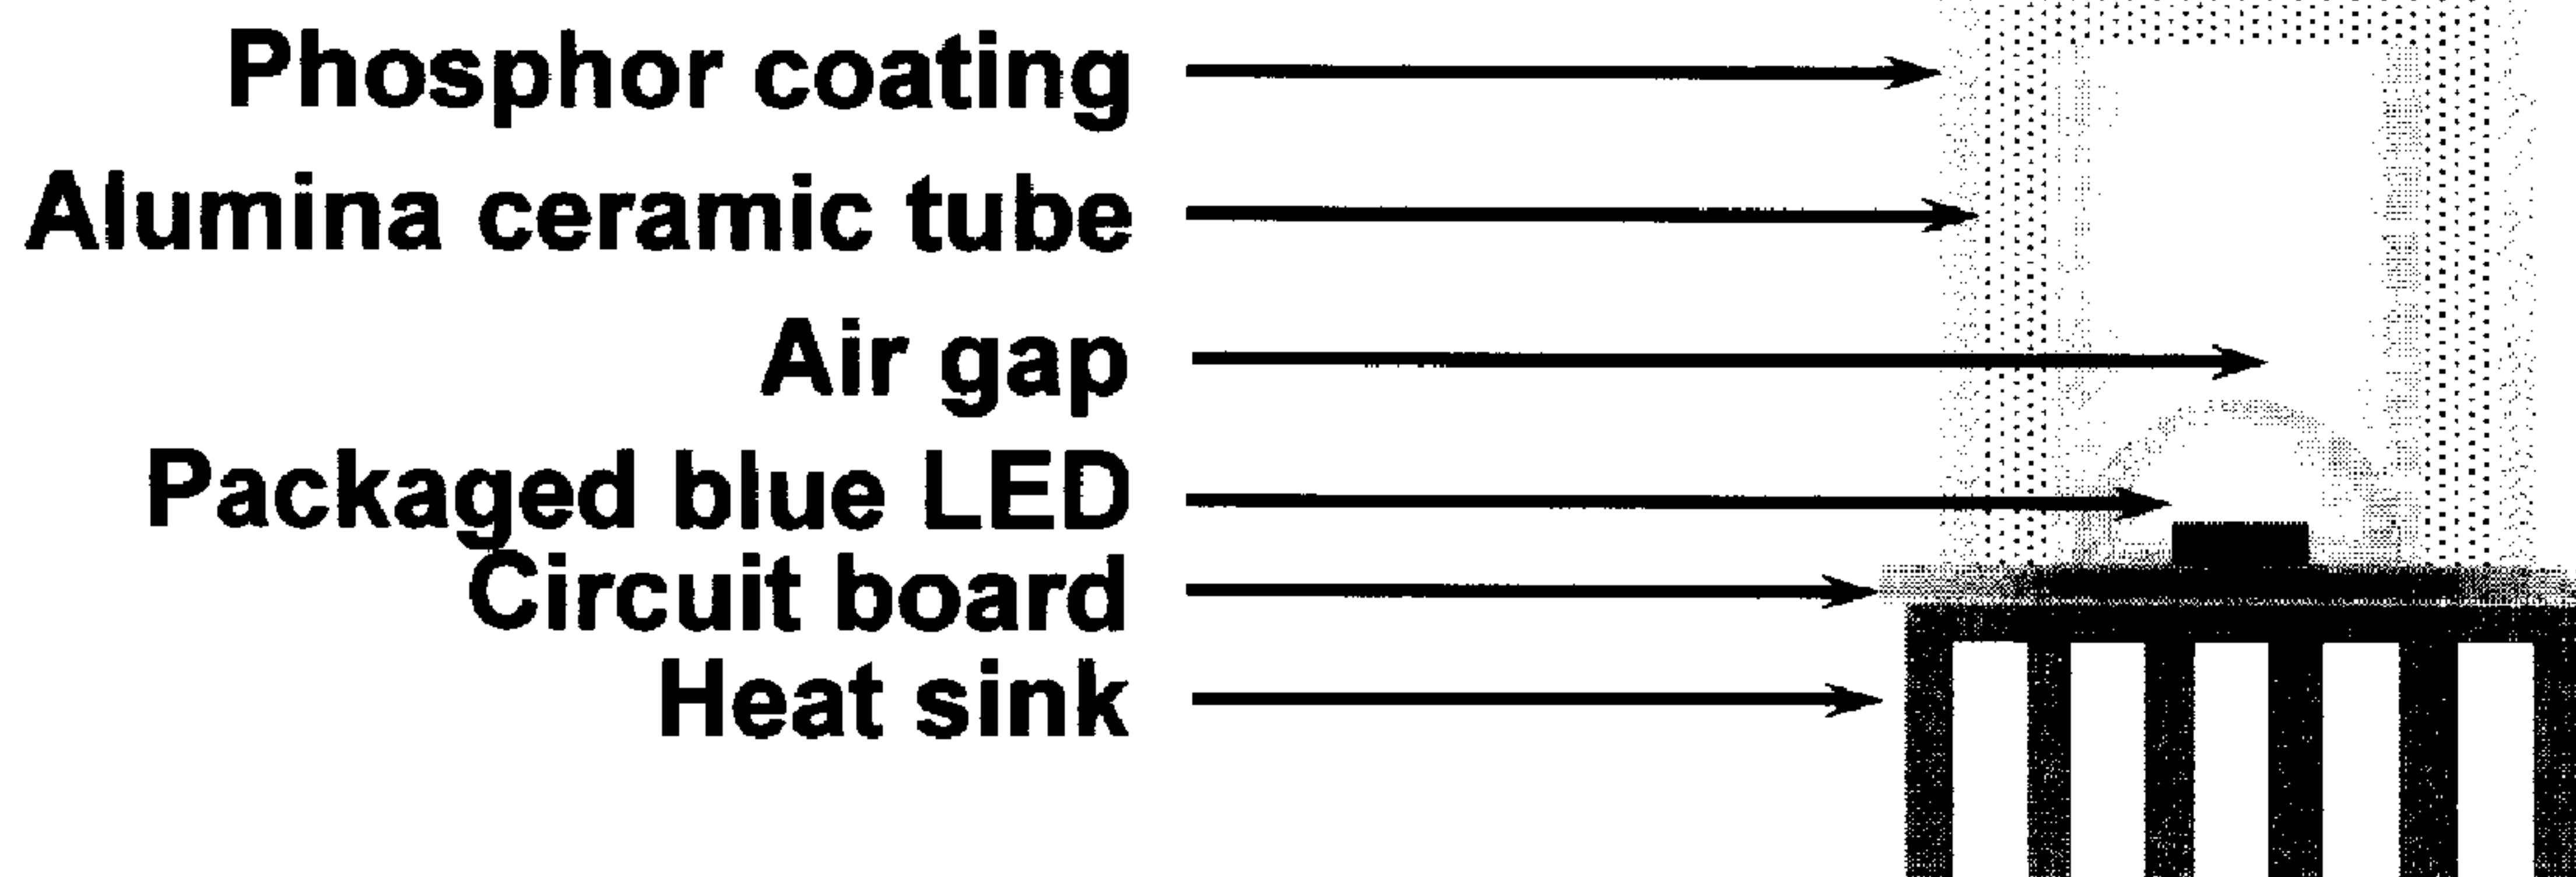 Phosphor coating
Alumina ceramic tube
Air gap
Packaged blue LED
Circuit board
Heat sink